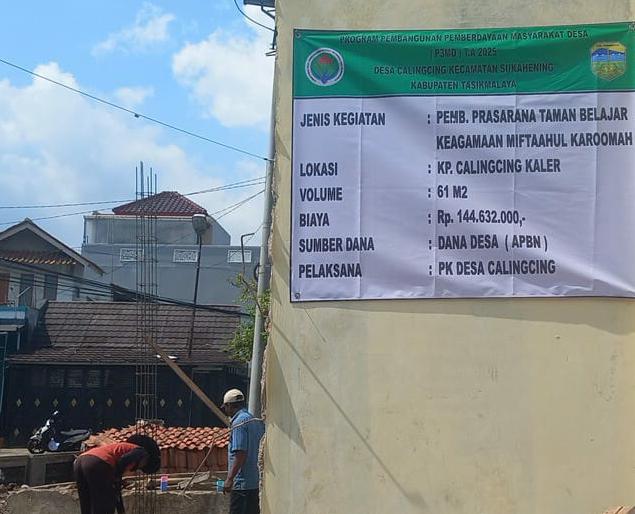 PROGRAM PEMBANGUNAN PEMBERDAYAAN MASYARAKAT DESA
( P3MD ) T.A 2025
DESA CALINGCING KECAMATAN SUKAHENING
KABUPATEN TASIKMALAYA
JENIS KEGIATAN : PEMB. PRASARANA TAMAN BELAJAR
KEAGAMAAN MIFTAAHUL KAROOMAH
LOKASI : KP. CALINGCING KALER
VOLUME : 61 M2
BIAYA : Rp. 144.632.000,-
SUMBER DANA : DANA DESA ( APBN )
PELAKSANA : PK DESA CALINGCING